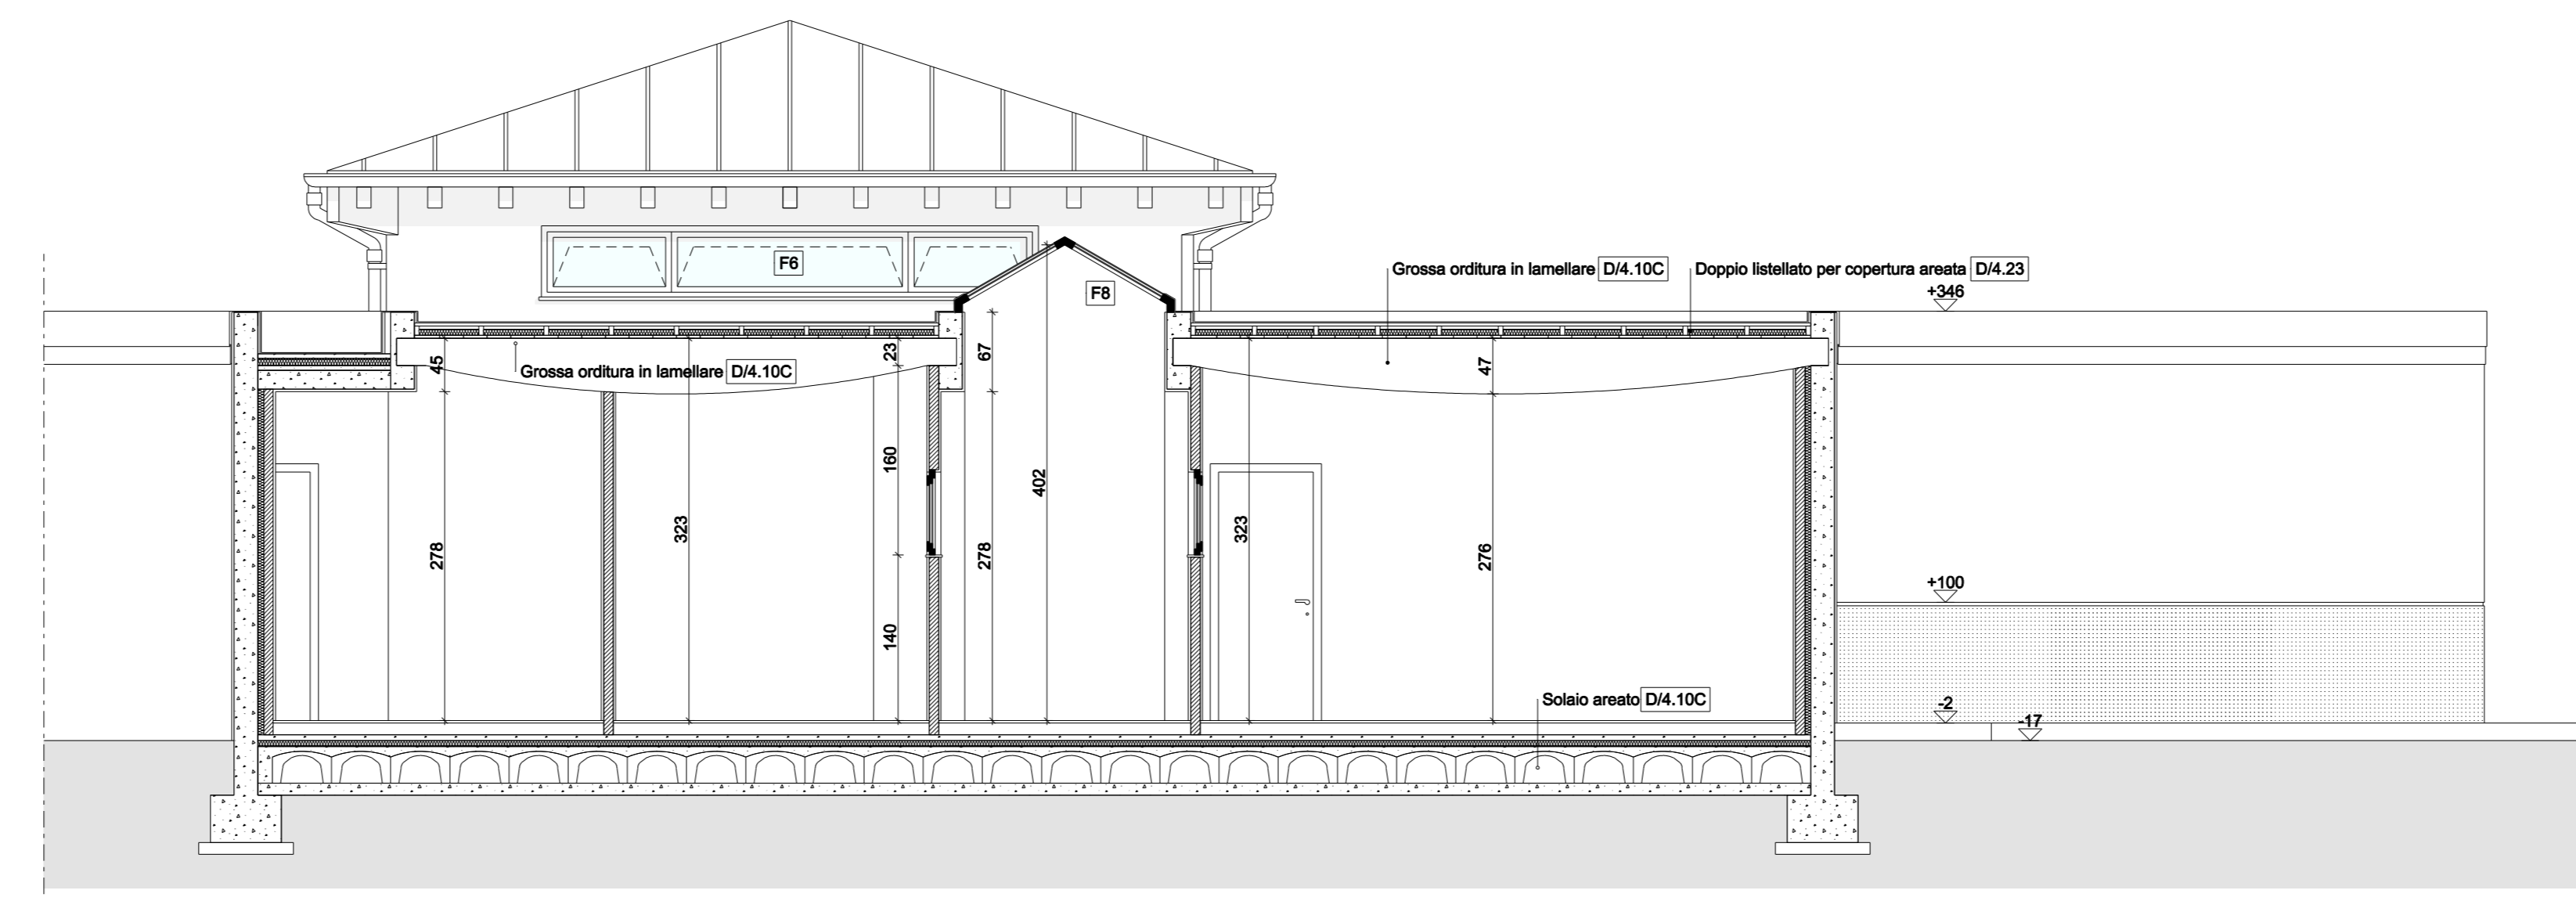 F6
F8
Grossa orditura in lamellare D/4.10C
Doppio listellato per copertura areata D/4.23
+346
45
Grossa orditura in lamellare D/4.10C
23
67
47
160
402
278
323
278
323
276
140
+100
Solaio areato D/4.10C
-2
-17